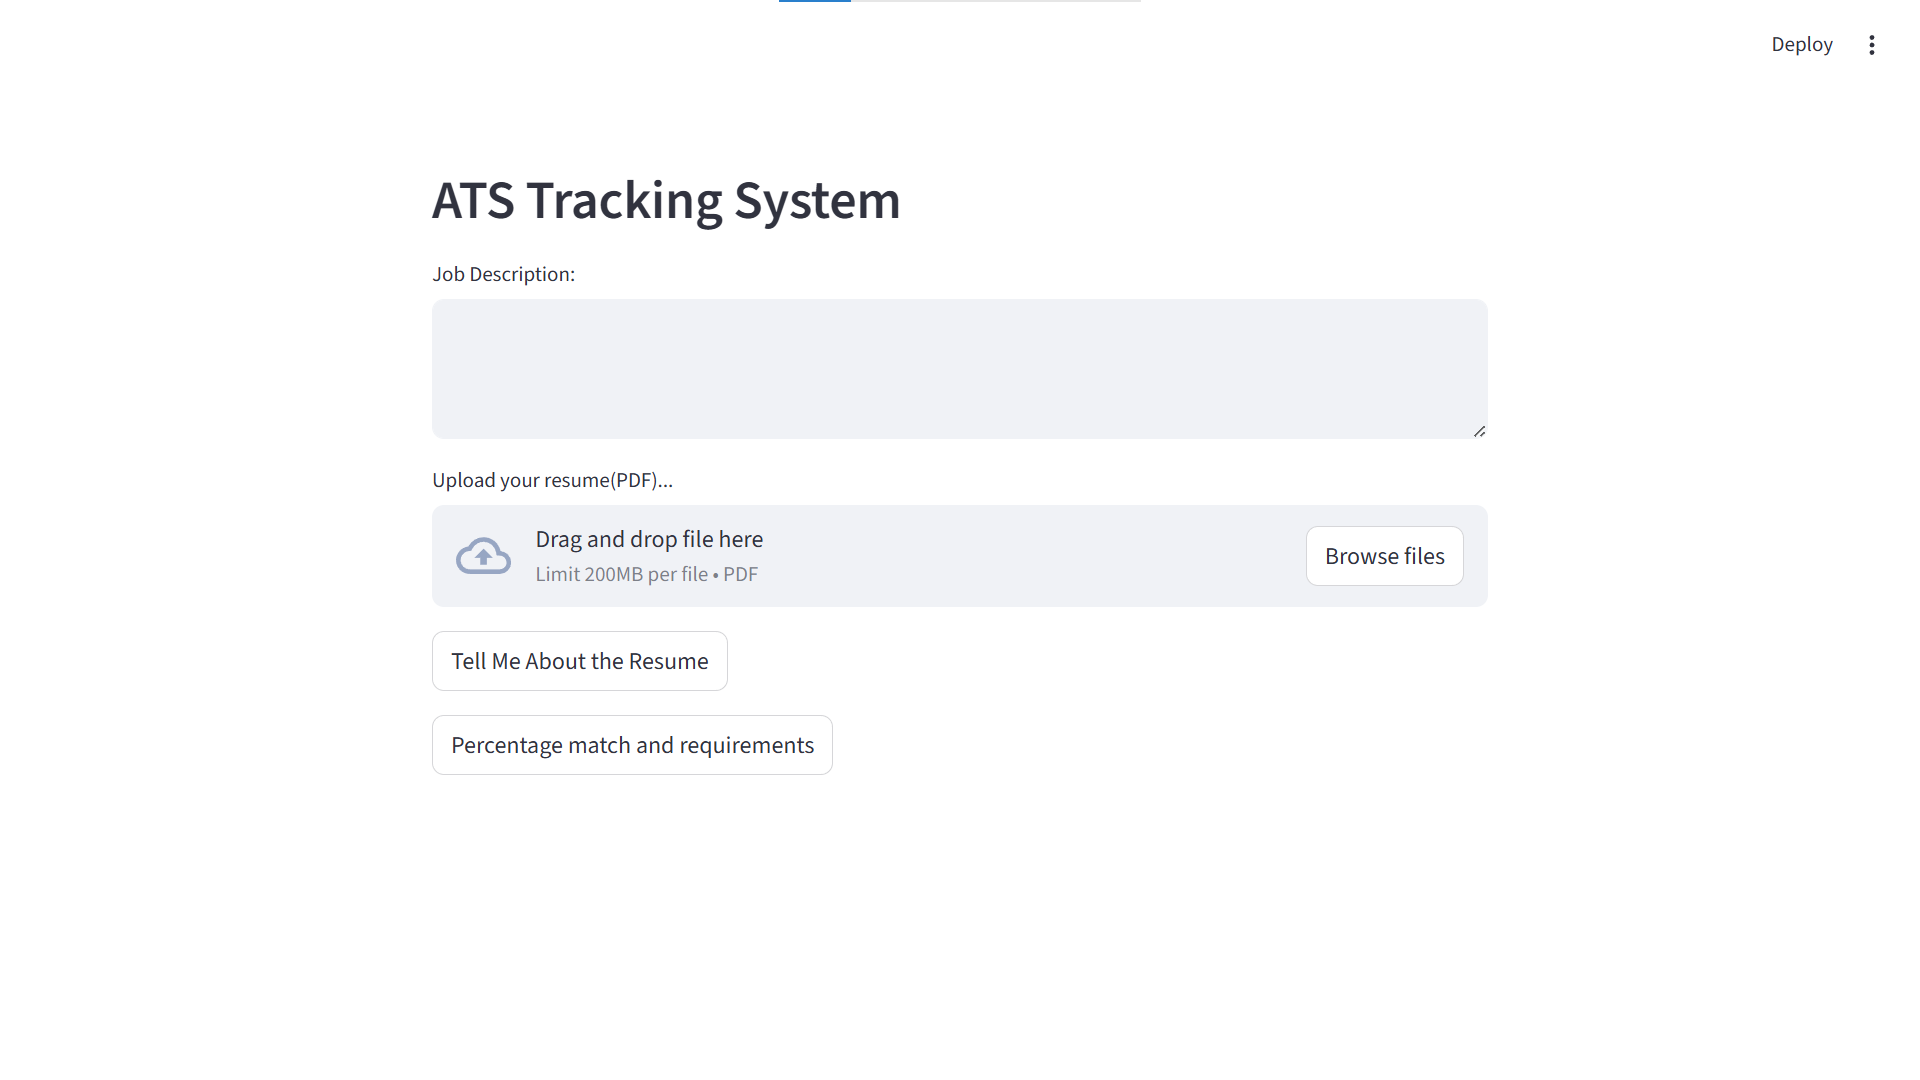 Deploy
ATS Tracking System
Job Description:
Upload your resume(PDF)...
Drag and drop file here
Limit 200MB per file • PDF
Browse files
Tell Me About the Resume
Percentage match and requirements